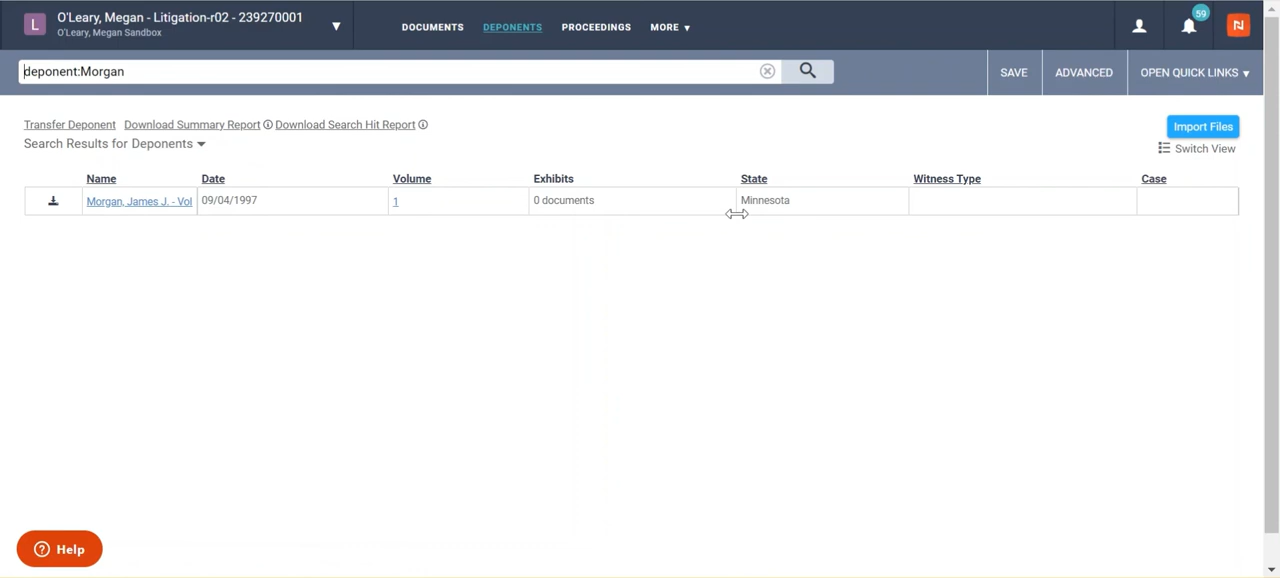 L
O'Leary, Megan - Litigation-r02 - 239270001
O'Leary, Megan Sandbox
DOCUMENTS DEPONENTS PROCEEDINGS MORE
59
N
deponent:Morgan
SAVE ADVANCED OPEN QUICK LINKS
Transfer Deponent Download Summary Report Download Search Hit Report
Import Files
Search Results for Deponents
Switch View
Name Date Volume Exhibits State Witness Type Case
Morgan, James J. - Vol 09/04/1997 1 0 documents Minnesota
Help